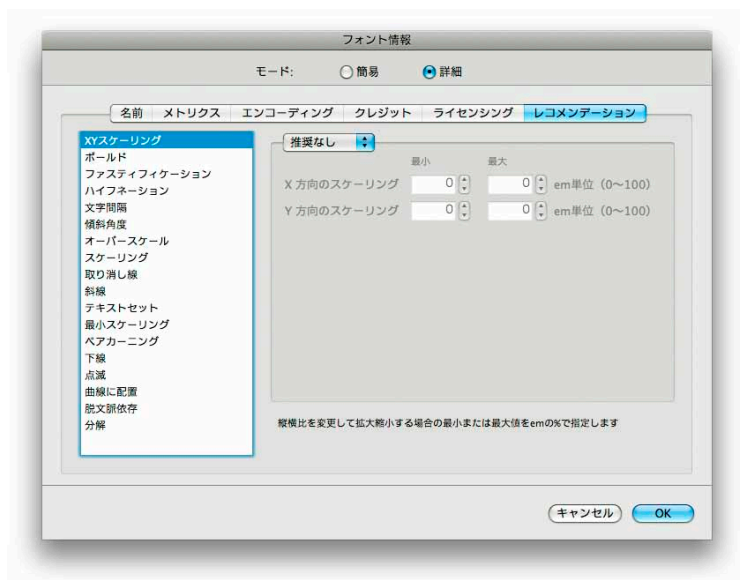 フォント情報
モード: 簡易 詳細
名前 メトリクス エンコーディング クレジット ライセンシング レコメンデーション
XYスケーリング
ボールド
ファスティフィケーション
ハイフネーション
文字間隔
傾斜角度
オーバースケール
スケーリング
取り消し線
斜線
テキストセット
最小スケーリング
ペアカーニング
下線
点滅
曲線に配置
脱文脈依存
分解
推奨なし
最小 最大
X 方向のスケーリング 0 0 em単位（0〜100）
Y 方向のスケーリング 0 0 em単位（0〜100）
縦横比を変更して拡大縮小する場合の最小または最大値をemの%で指定します
キャンセル OK